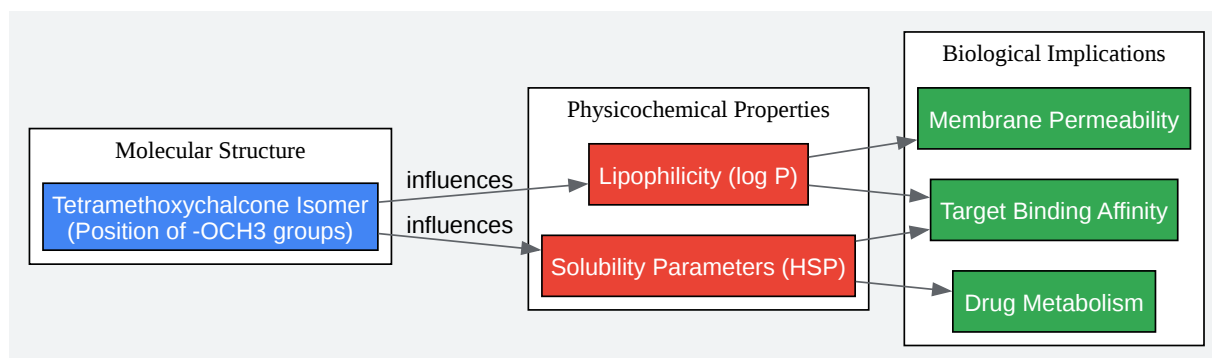 Molecular Structure
Tetramethoxychalcone Isomer
(Position of -OCH3 groups)
influences
influences
Physicochemical Properties
Lipophilicity (log P)
Solubility Parameters (HSP)
Biological Implications
Membrane Permeability
Target Binding Affinity
Drug Metabolism